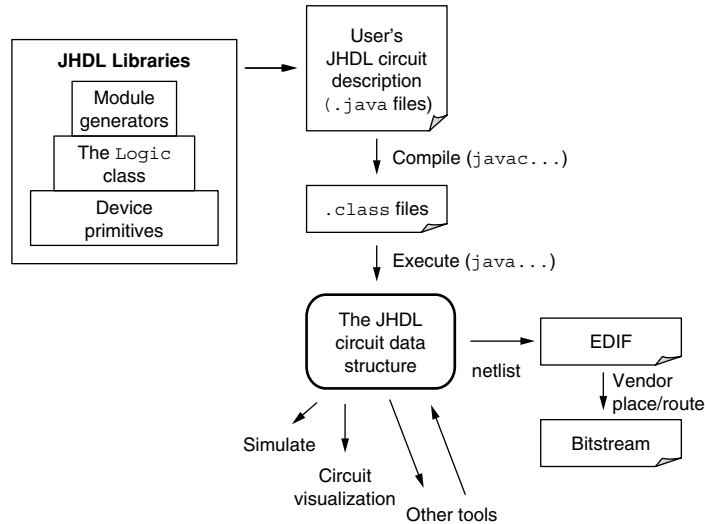 JHDL Libraries
Module
generators
The Logic
class
Device
primitives
User's
JHDL circuit
description
(.java files)
Compile (javac...)
.class files
Execute (java...)
The JHDL
circuit data
structure
netlist
EDIF
Vendor
place/route
Bitstream
Simulate
Circuit
visualization
Other tools